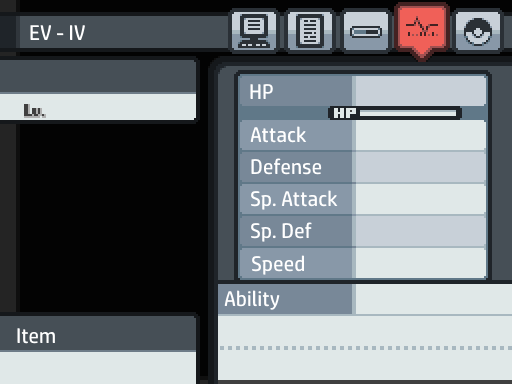 EV - IV
HP
Lv.
HP
Attack
Defense
Sp. Attack
Sp. Def
Speed
Ability
Item